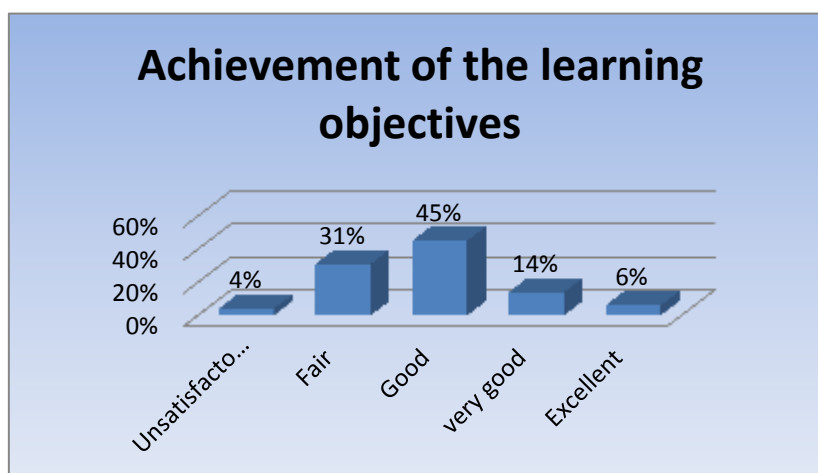 Achievement of the learning
objectives
60%
40%
20%
0%
4%
31%
45%
14%
6%
Unsatisfacto...
Fair
Good
very good
Excellent